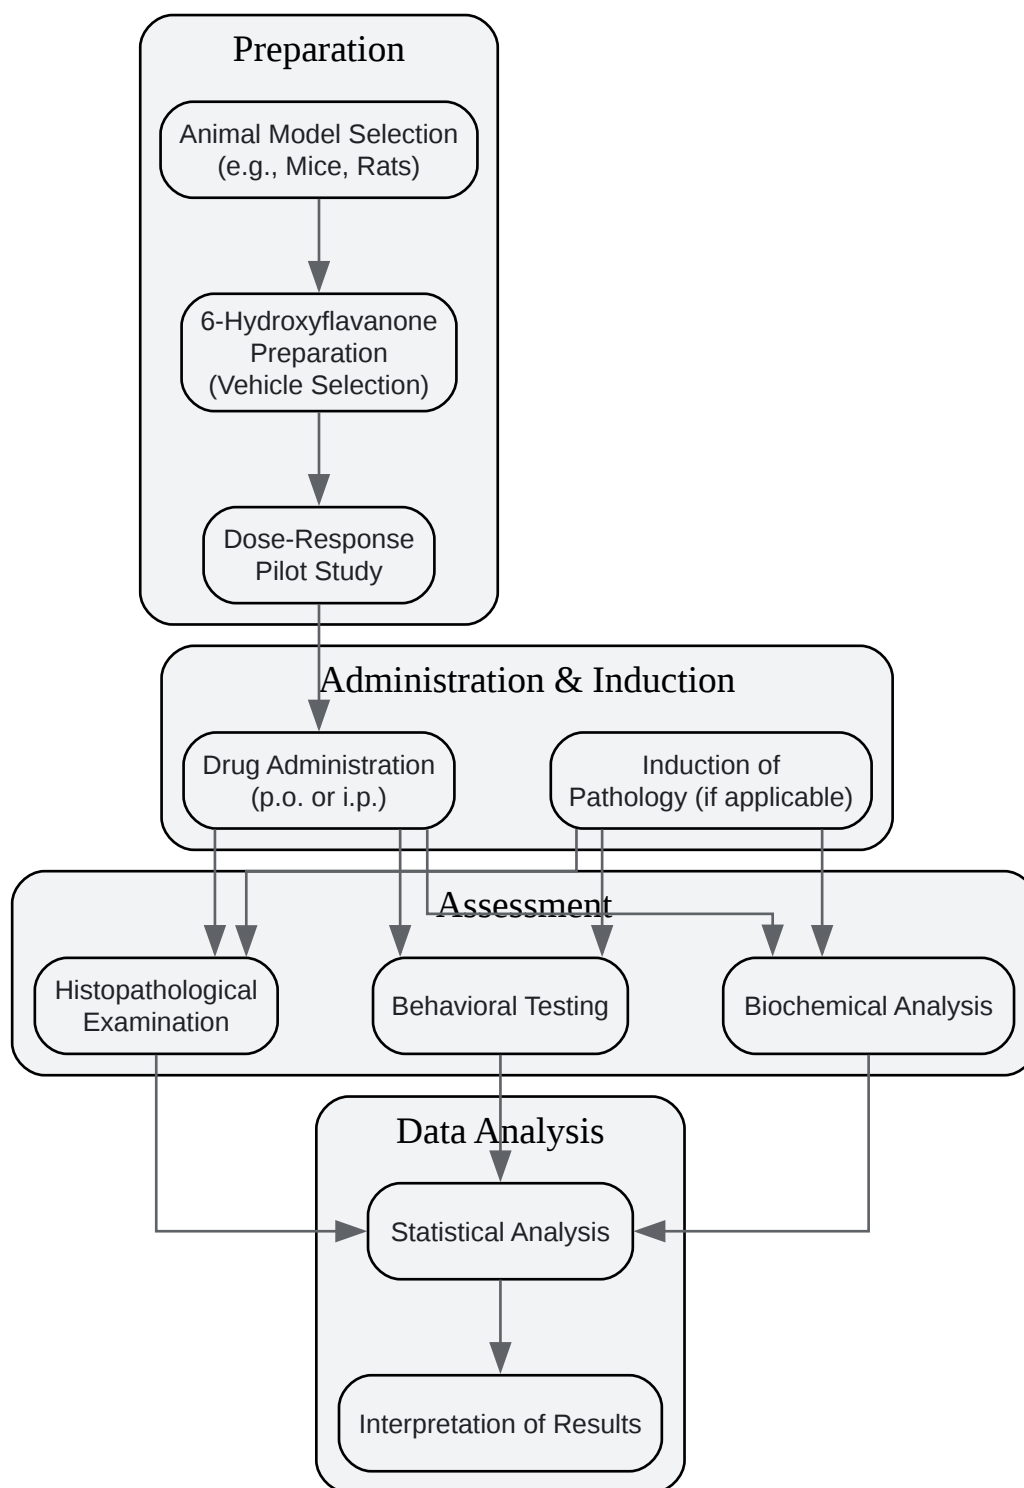 Preparation
Animal Model Selection
(e.g., Mice, Rats)
6-Hydroxyflavanone
Preparation
(Vehicle Selection)
Dose-Response
Pilot Study
Administration & Induction
Drug Administration
(p.o. or i.p.)
Induction of
Pathology (if applicable)
Assessment
Histopathological
Examination
Behavioral Testing
Biochemical Analysis
Data Analysis
Statistical Analysis
Interpretation of Results